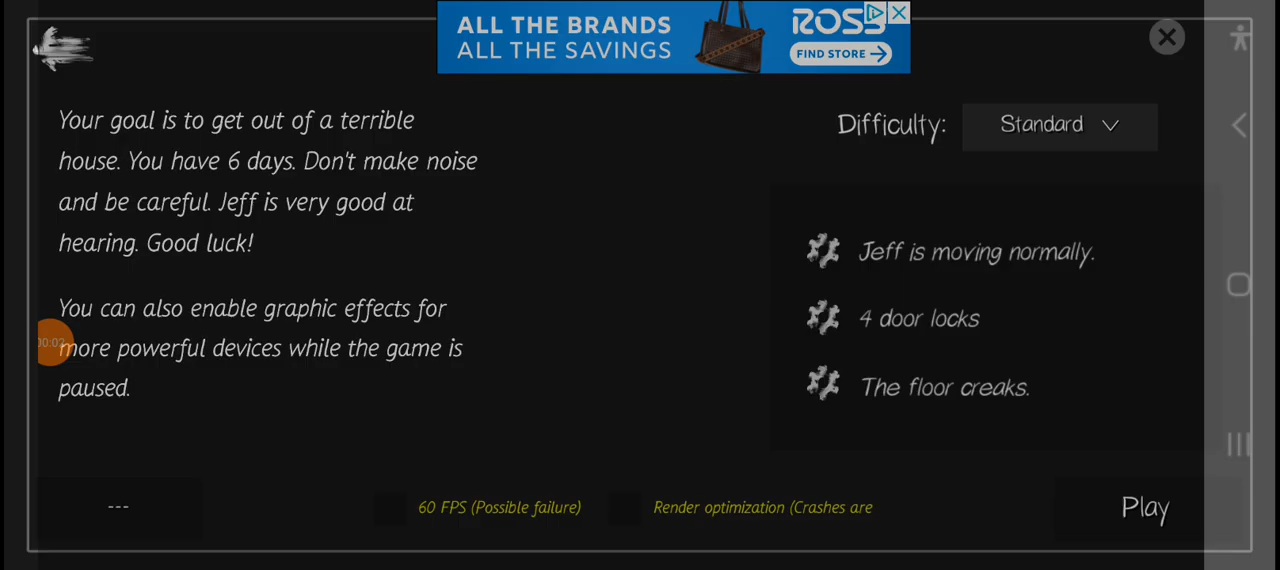 ALL THE BRANDS
ALL THE SAVINGS
ROSS
FIND STORE
Your goal is to get out of a terrible
house. You have 6 days. Don't make noise
and be careful. Jeff is very good at
hearing. Good luck!
You can also enable graphic effects for
more powerful devices while the game is
paused.
00:02
Difficulty: Standard
Jeff is moving normally.
4 door locks
The floor creaks.
---
60 FPS (Possible failure)
Render optimization (Crashes are
Play